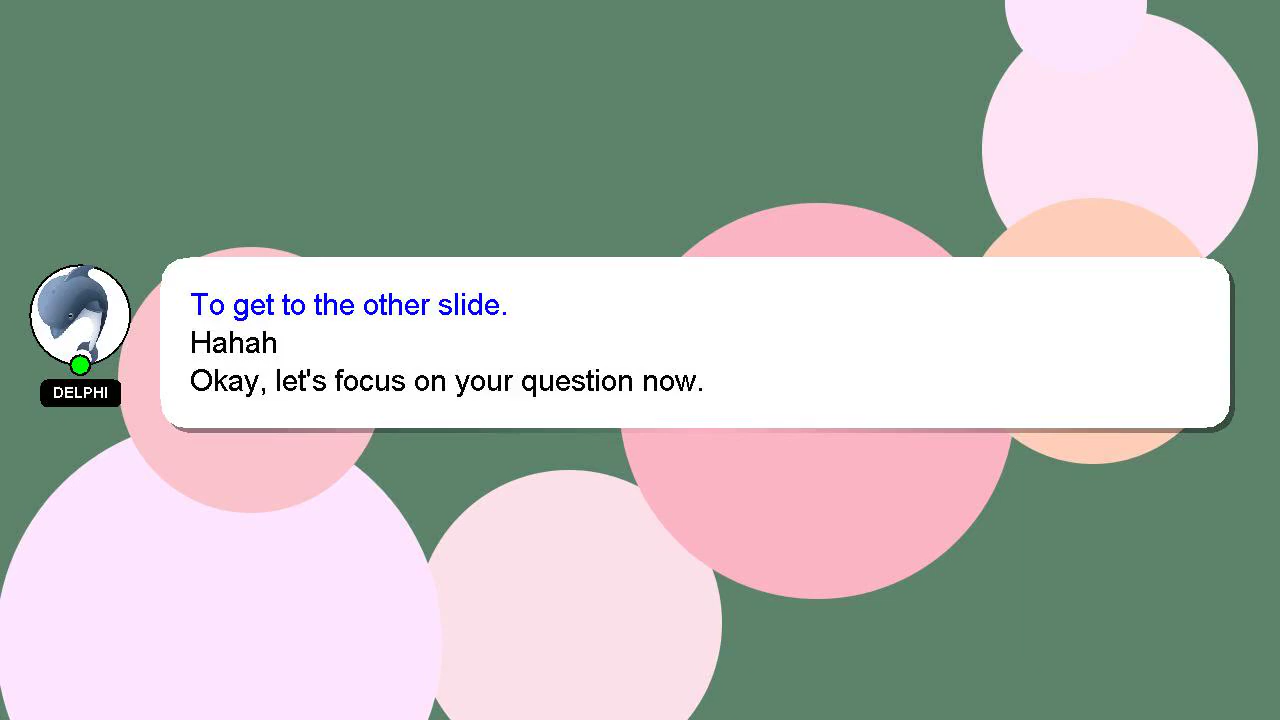 To get to the other slide.
Hahah
Okay, let's focus on your question now.
DELPHI